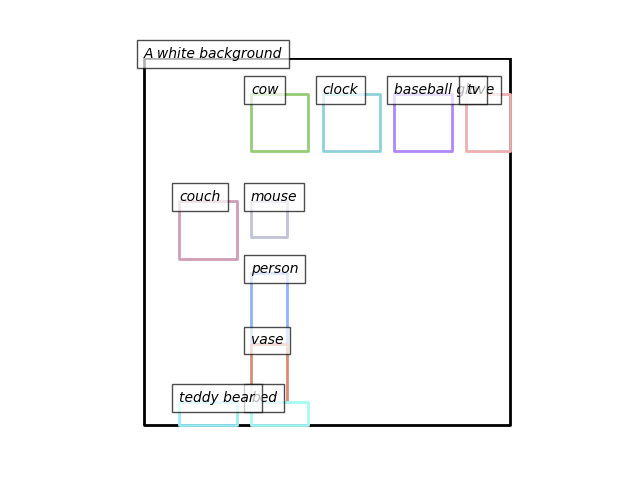 A white background
cow
clock
baseball glove
tv
couch
mouse
person
vase
teddy bear
bed